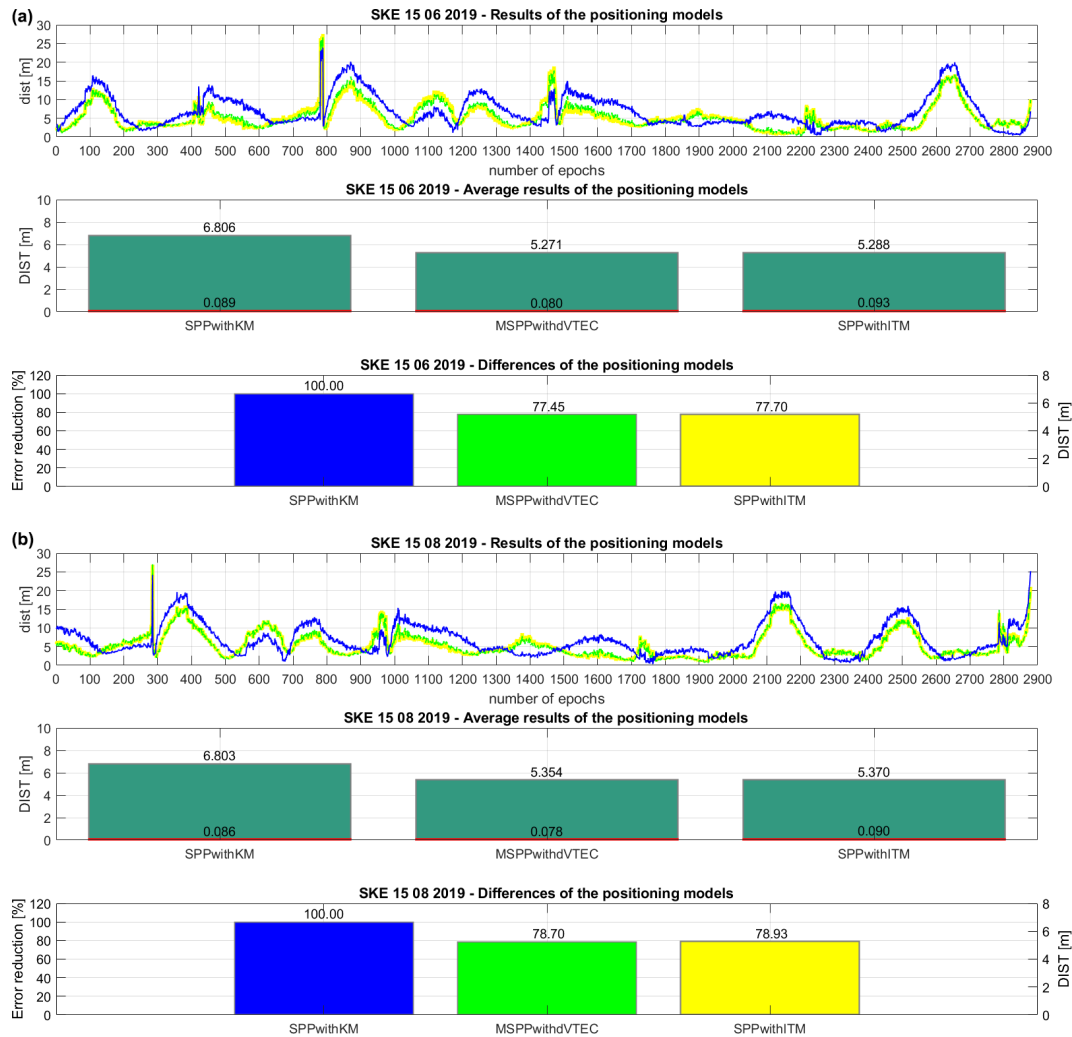 (a)
SKE 15 06 2019 - Results of the positioning models
dist [m]
30
25
20
15
10
5
0
0 100 200 300 400 500 600 700 800 900 1000 1100 1200 1300 1400 1500 1600 1700 1800 1900 2000 2100 2200 2300 2400 2500 2600 2700 2800 2900
number of epochs
SKE 15 06 2019 - Average results of the positioning models
DIST [m]
10
8
6
4
2
0
6.806 5.271 5.288
0.089 0.080 0.093
SPPwithKM MSPPwithdVTEC SPPwithITM
SKE 15 06 2019 - Differences of the positioning models
Error reduction [%]
120
100
80
60
40
20
0
100.00 77.45 77.70
8
6
4
2
0
DIST [m]
SPPwithKM MSPPwithdVTEC SPPwithITM
(b)
SKE 15 08 2019 - Results of the positioning models
dist [m]
30
25
20
15
10
5
0
0 100 200 300 400 500 600 700 800 900 1000 1100 1200 1300 1400 1500 1600 1700 1800 1900 2000 2100 2200 2300 2400 2500 2600 2700 2800 2900
number of epochs
SKE 15 08 2019 - Average results of the positioning models
DIST [m]
10
8
6
4
2
0
6.803 5.354 5.370
0.086 0.078 0.090
SPPwithKM MSPPwithdVTEC SPPwithITM
SKE 15 08 2019 - Differences of the positioning models
Error reduction [%]
120
100
80
60
40
20
0
100.00 78.70 78.93
8
6
4
2
0
DIST [m]
SPPwithKM MSPPwithdVTEC SPPwithITM